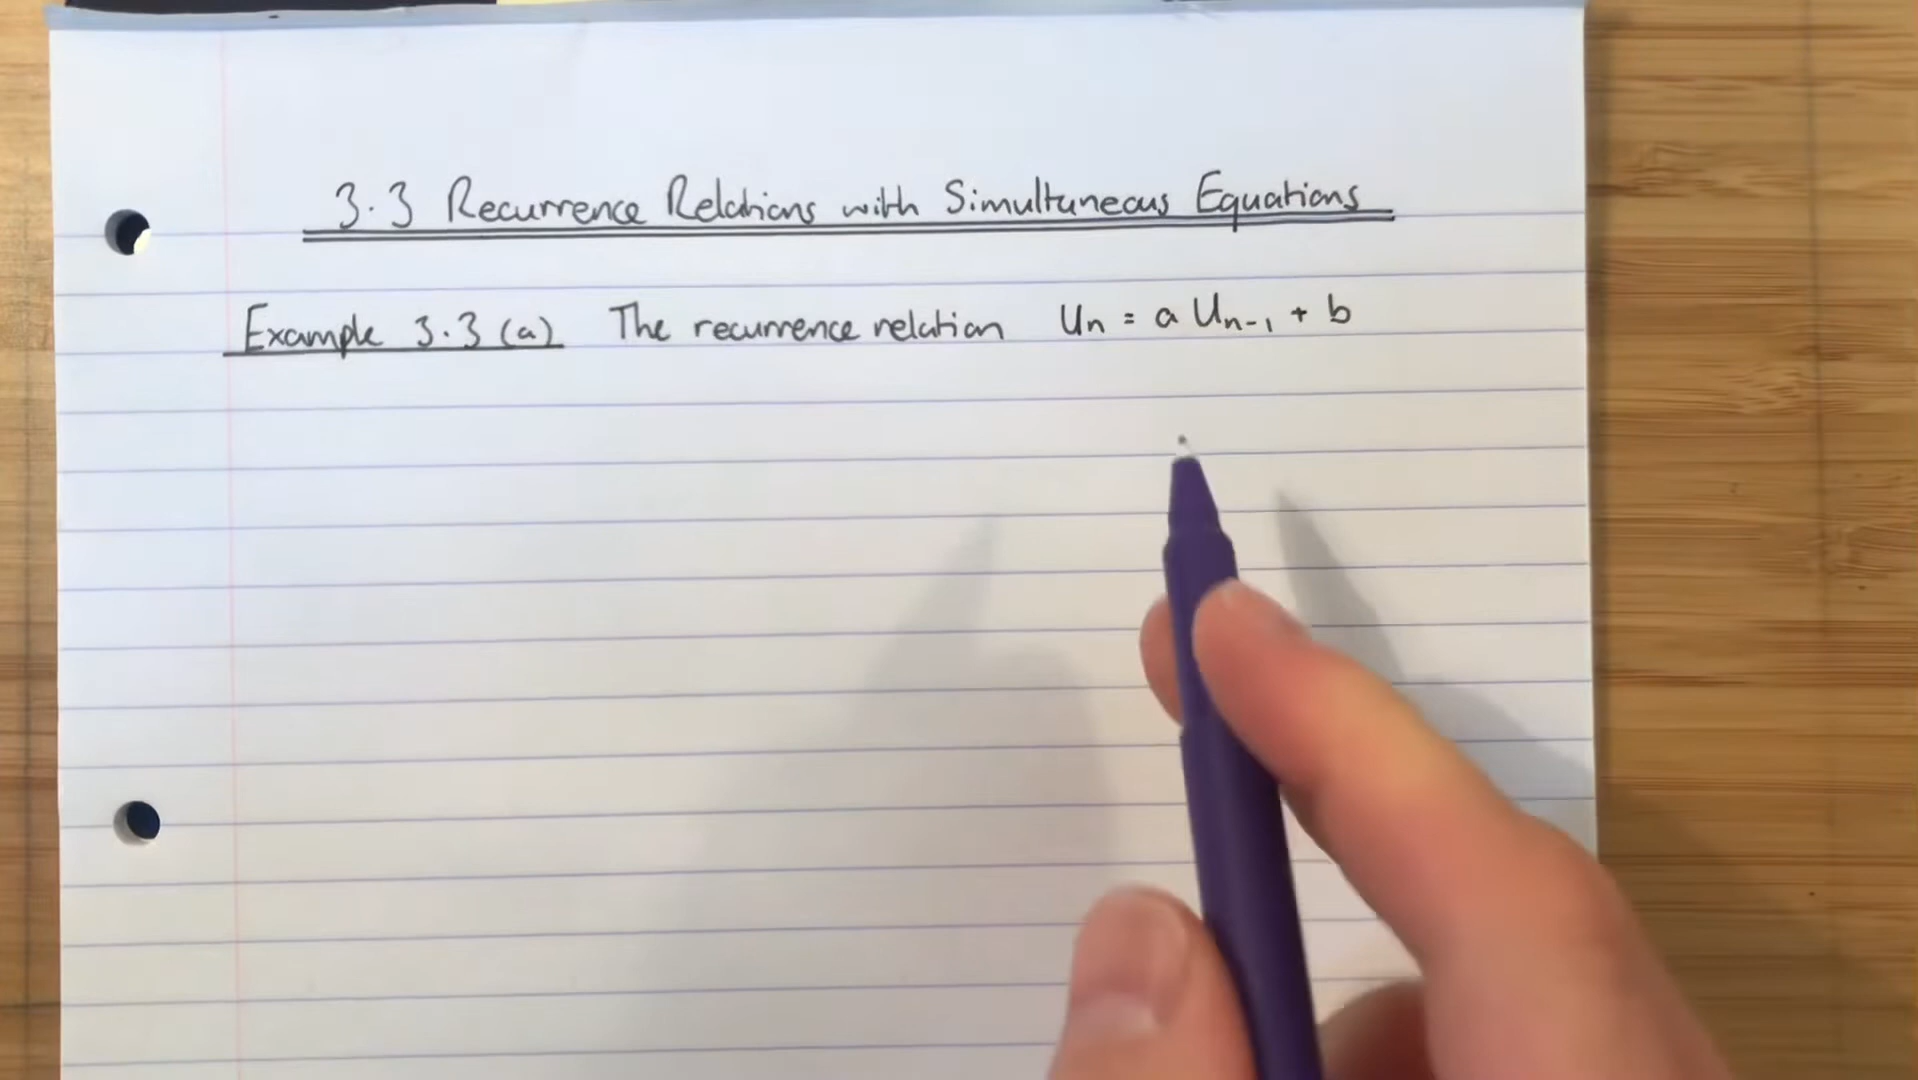 3.3 Recurrence Relations with Simultaneous Equations
Example 3.3 (a) The recurrence relation Un = a Un-1 + b